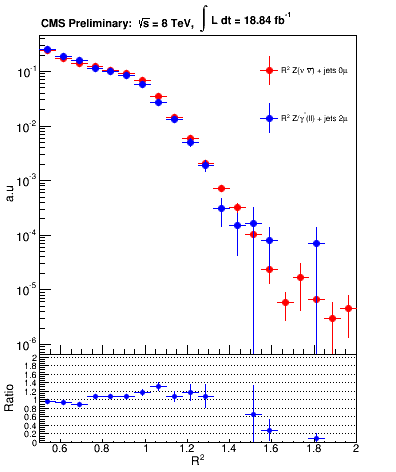 CMS Preliminary: √s = 8 TeV, ∫ L dt = 18.84 fb⁻¹
R² Z(ν ν̅) + jets 0μ
R² Z/γ*(ll) + jets 2μ
a.u
10⁻¹
10⁻²
10⁻³
10⁻⁴
10⁻⁵
10⁻⁶
Ratio
2
1.8
1.6
1.4
1.2
1
0.8
0.6
0.4
0.2
0
0.6 0.8 1 1.2 1.4 1.6 1.8 2
R²